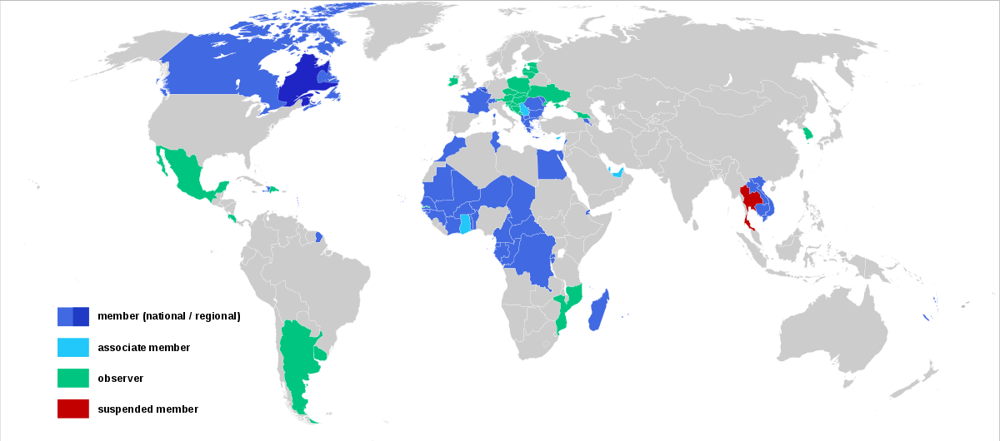 member (national / regional)
associate member
observer
suspended member